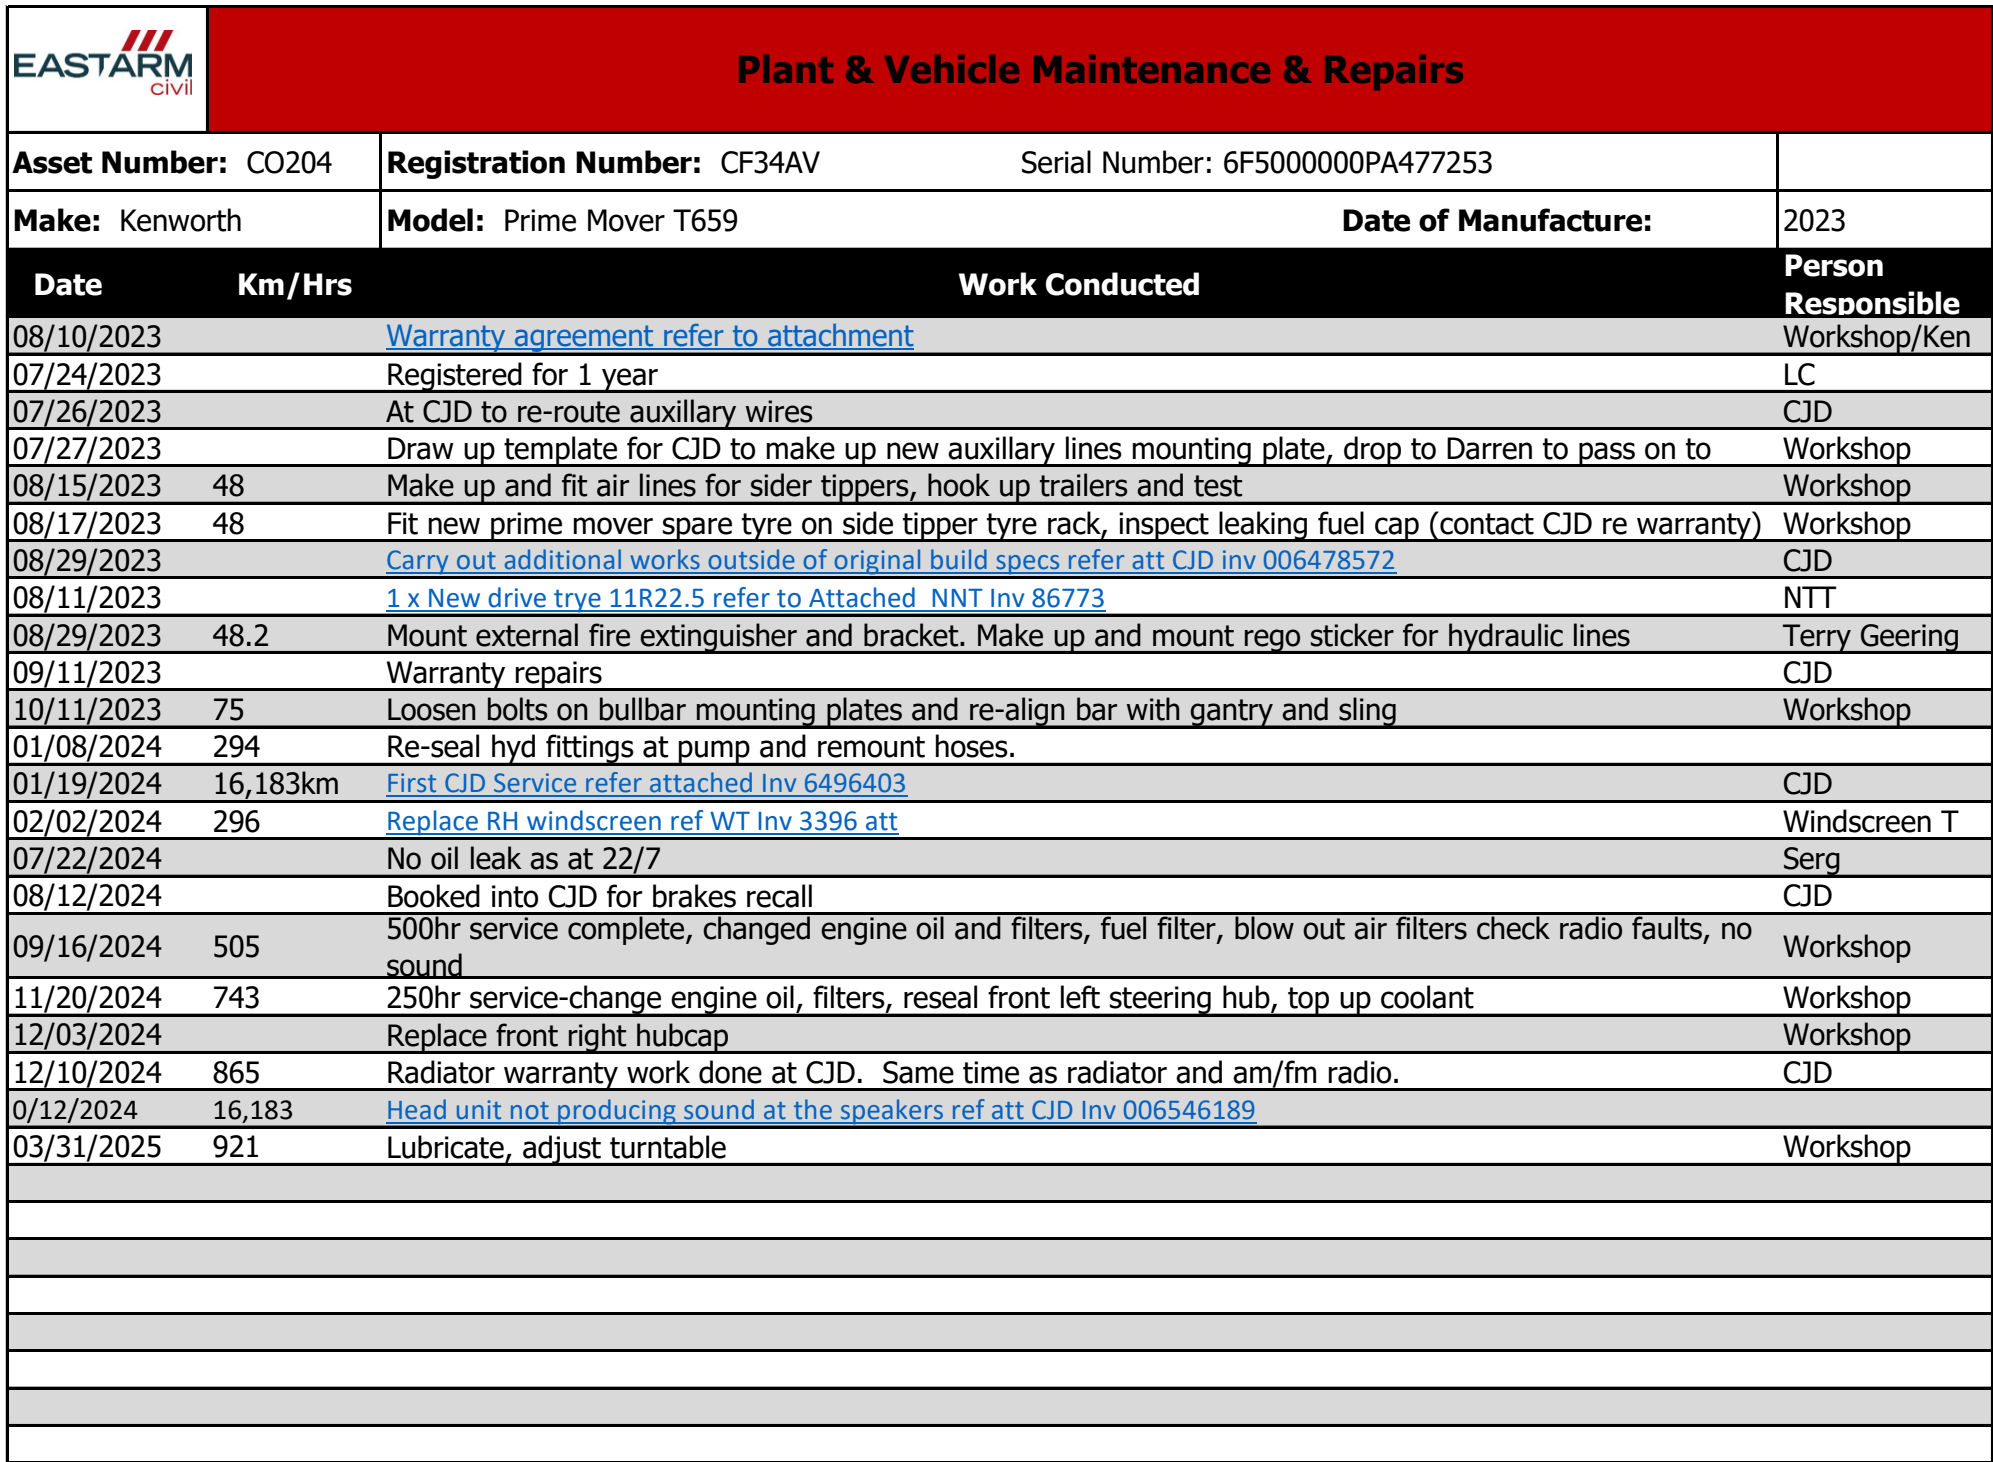 EASTARM
civil
Plant & Vehicle Maintenance & Repairs
Asset Number: CO204 Registration Number: CF34AV Serial Number: 6F5000000PA477253
Make: Kenworth Model: Prime Mover T659 Date of Manufacture: 2023
Date Km/Hrs Work Conducted Person Responsible
08/10/2023 Warranty agreement refer to attachment Workshop/Ken
07/24/2023 Registered for 1 year LC
07/26/2023 At CJD to re-route auxillary wires CJD
07/27/2023 Draw up template for CJD to make up new auxillary lines mounting plate, drop to Darren to pass on to Workshop
08/15/2023 48 Make up and fit air lines for sider tippers, hook up trailers and test Workshop
08/17/2023 48 Fit new prime mover spare tyre on side tipper tyre rack, inspect leaking fuel cap (contact CJD re warranty) Workshop
08/29/2023 Carry out additional works outside of original build specs refer att CJD inv 006478572 CJD
08/11/2023 1 x New drive trye 11R22.5 refer to Attached  NNT Inv 86773 NTT
08/29/2023 48.2 Mount external fire extinguisher and bracket. Make up and mount rego sticker for hydraulic lines Terry Geering
09/11/2023 Warranty repairs CJD
10/11/2023 75 Loosen bolts on bullbar mounting plates and re-align bar with gantry and sling Workshop
01/08/2024 294 Re-seal hyd fittings at pump and remount hoses.
01/19/2024 16,183km First CJD Service refer attached Inv 6496403 CJD
02/02/2024 296 Replace RH windscreen ref WT Inv 3396 att Windscreen T
07/22/2024 No oil leak as at 22/7 Serg
08/12/2024 Booked into CJD for brakes recall CJD
09/16/2024 505 500hr service complete, changed engine oil and filters, fuel filter, blow out air filters check radio faults, no
sound Workshop
11/20/2024 743 250hr service-change engine oil, filters, reseal front left steering hub, top up coolant Workshop
12/03/2024 Replace front right hubcap Workshop
12/10/2024 865 Radiator warranty work done at CJD.  Same time as radiator and am/fm radio. CJD
0/12/2024 16,183 Head unit not producing sound at the speakers ref att CJD Inv 006546189
03/31/2025 921 Lubricate, adjust turntable Workshop